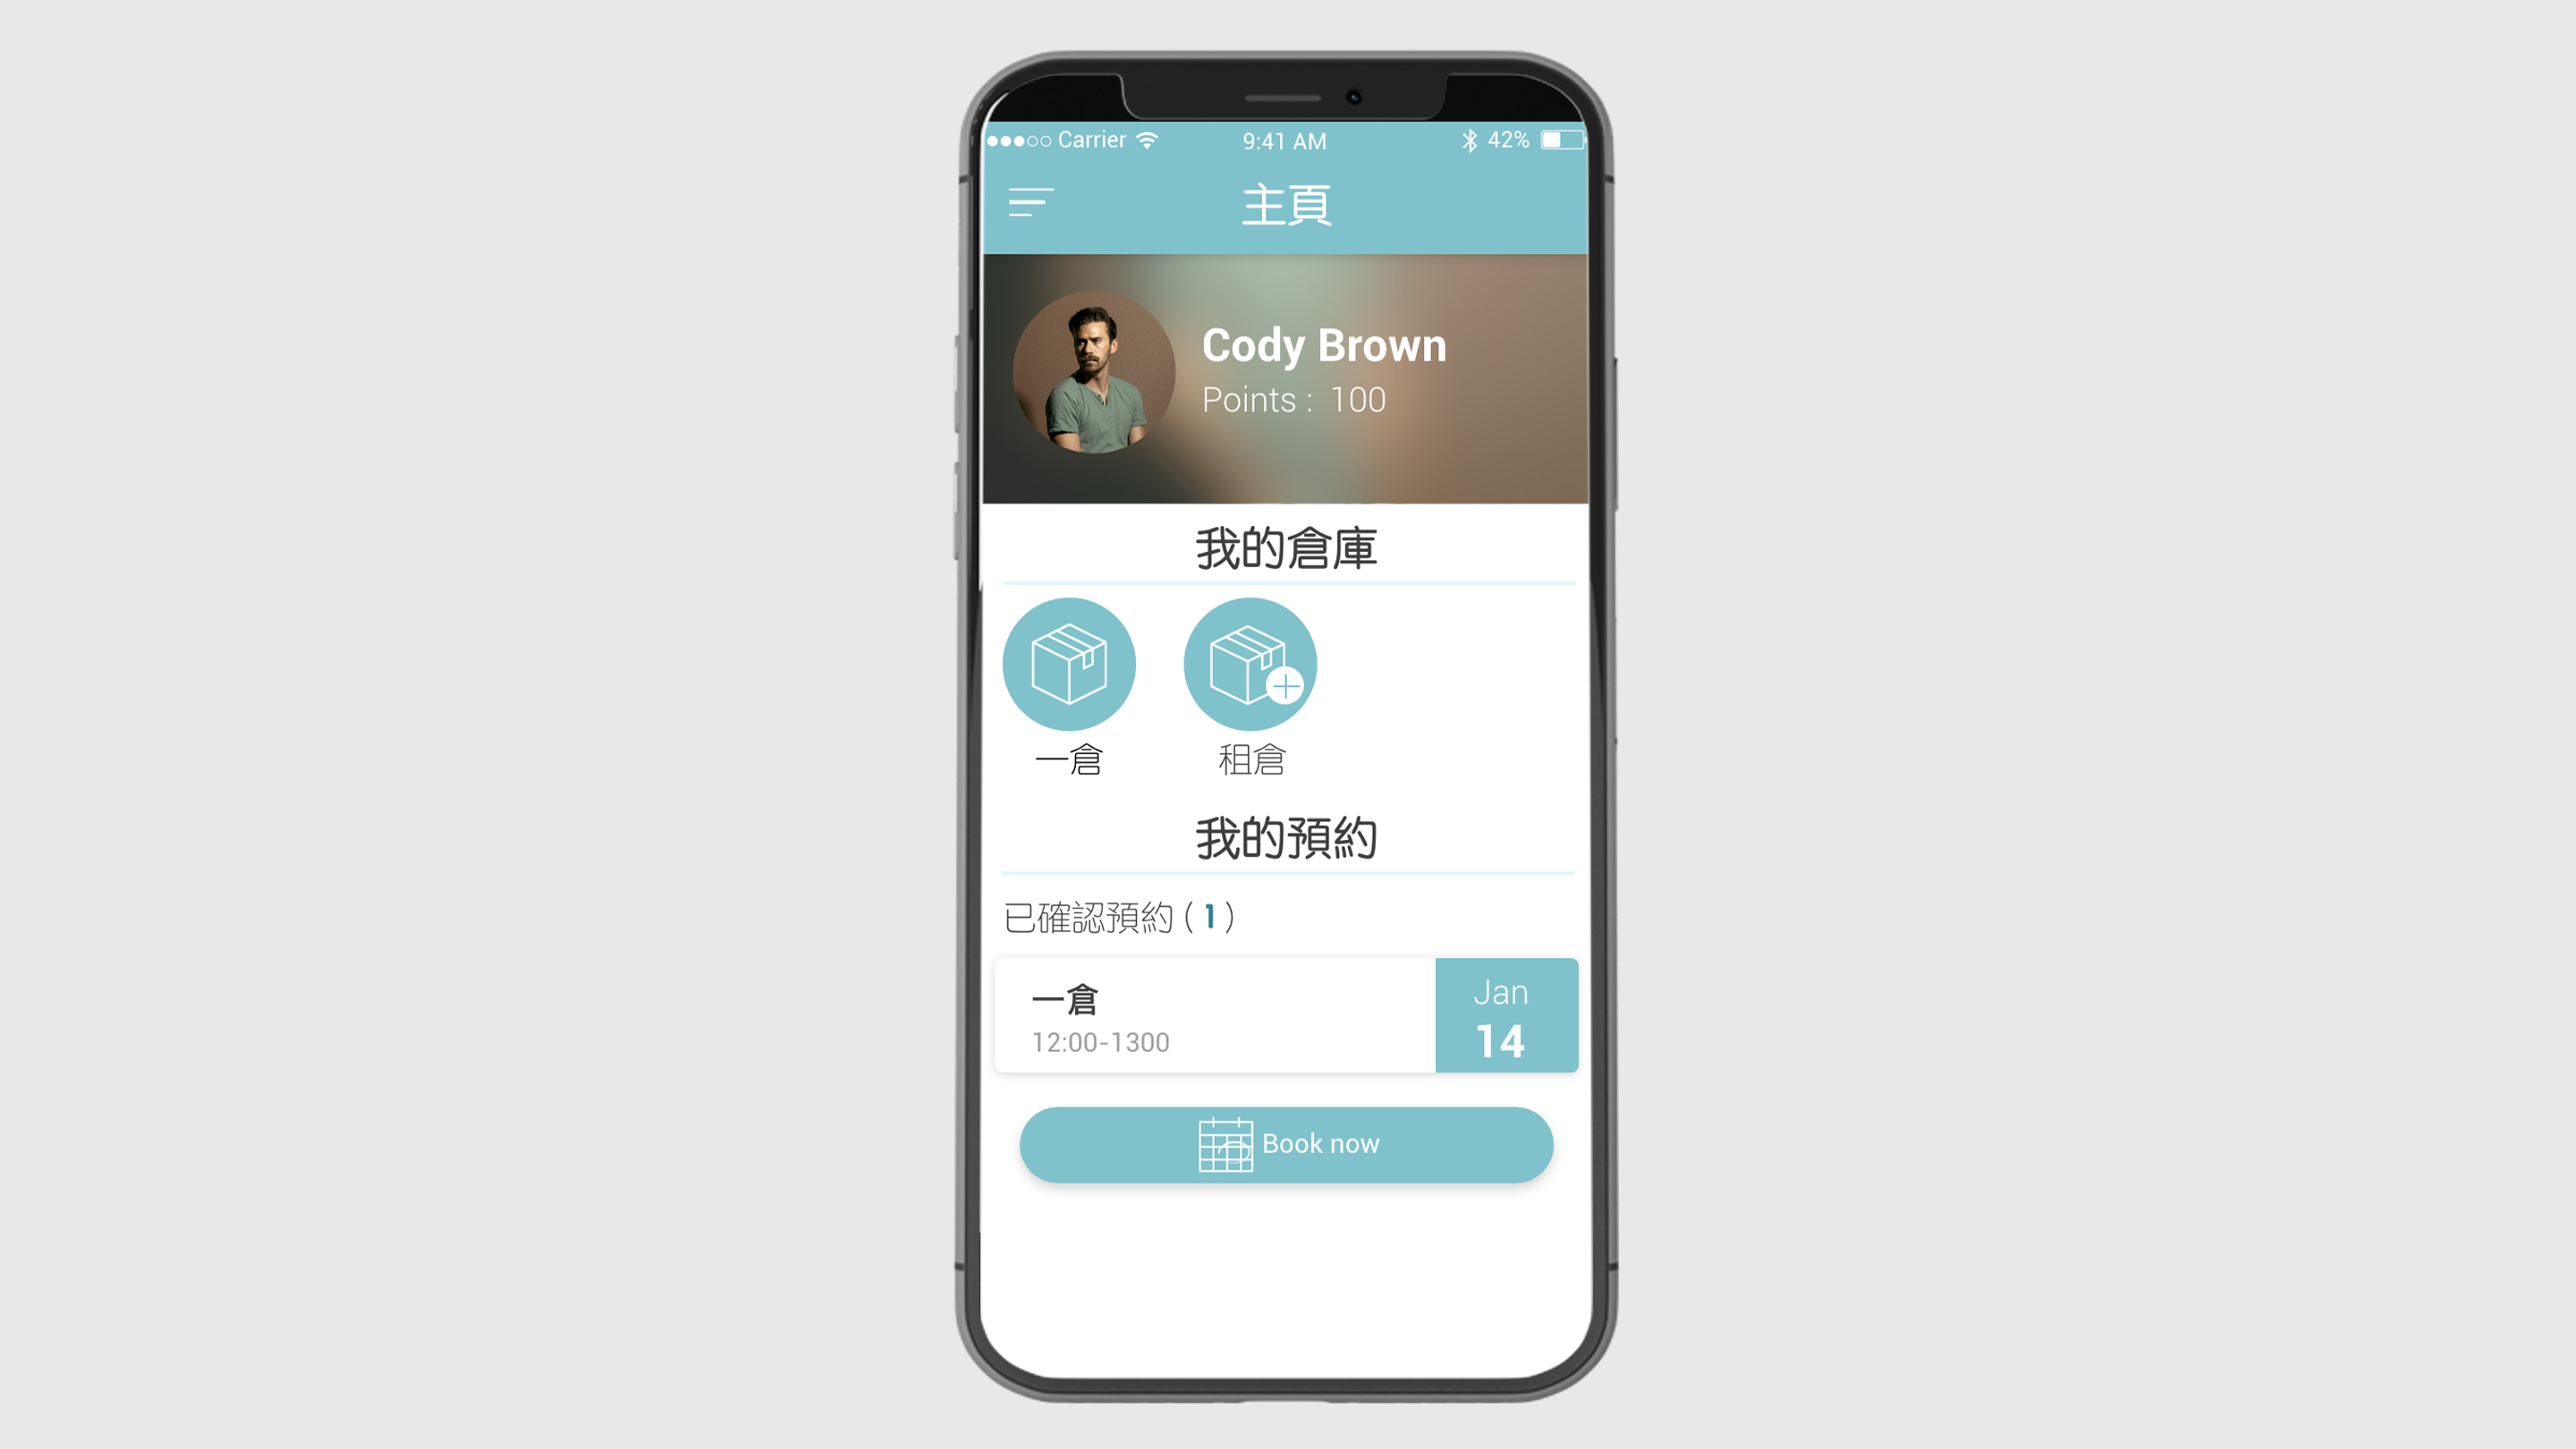 Carrier 9:41 AM 42%
主頁
Cody Brown
Points : 100
我的倉庫
一倉 租倉
我的預約
已確認預約 ( 1 )
一倉
12:00-1300
Jan
14
Book now